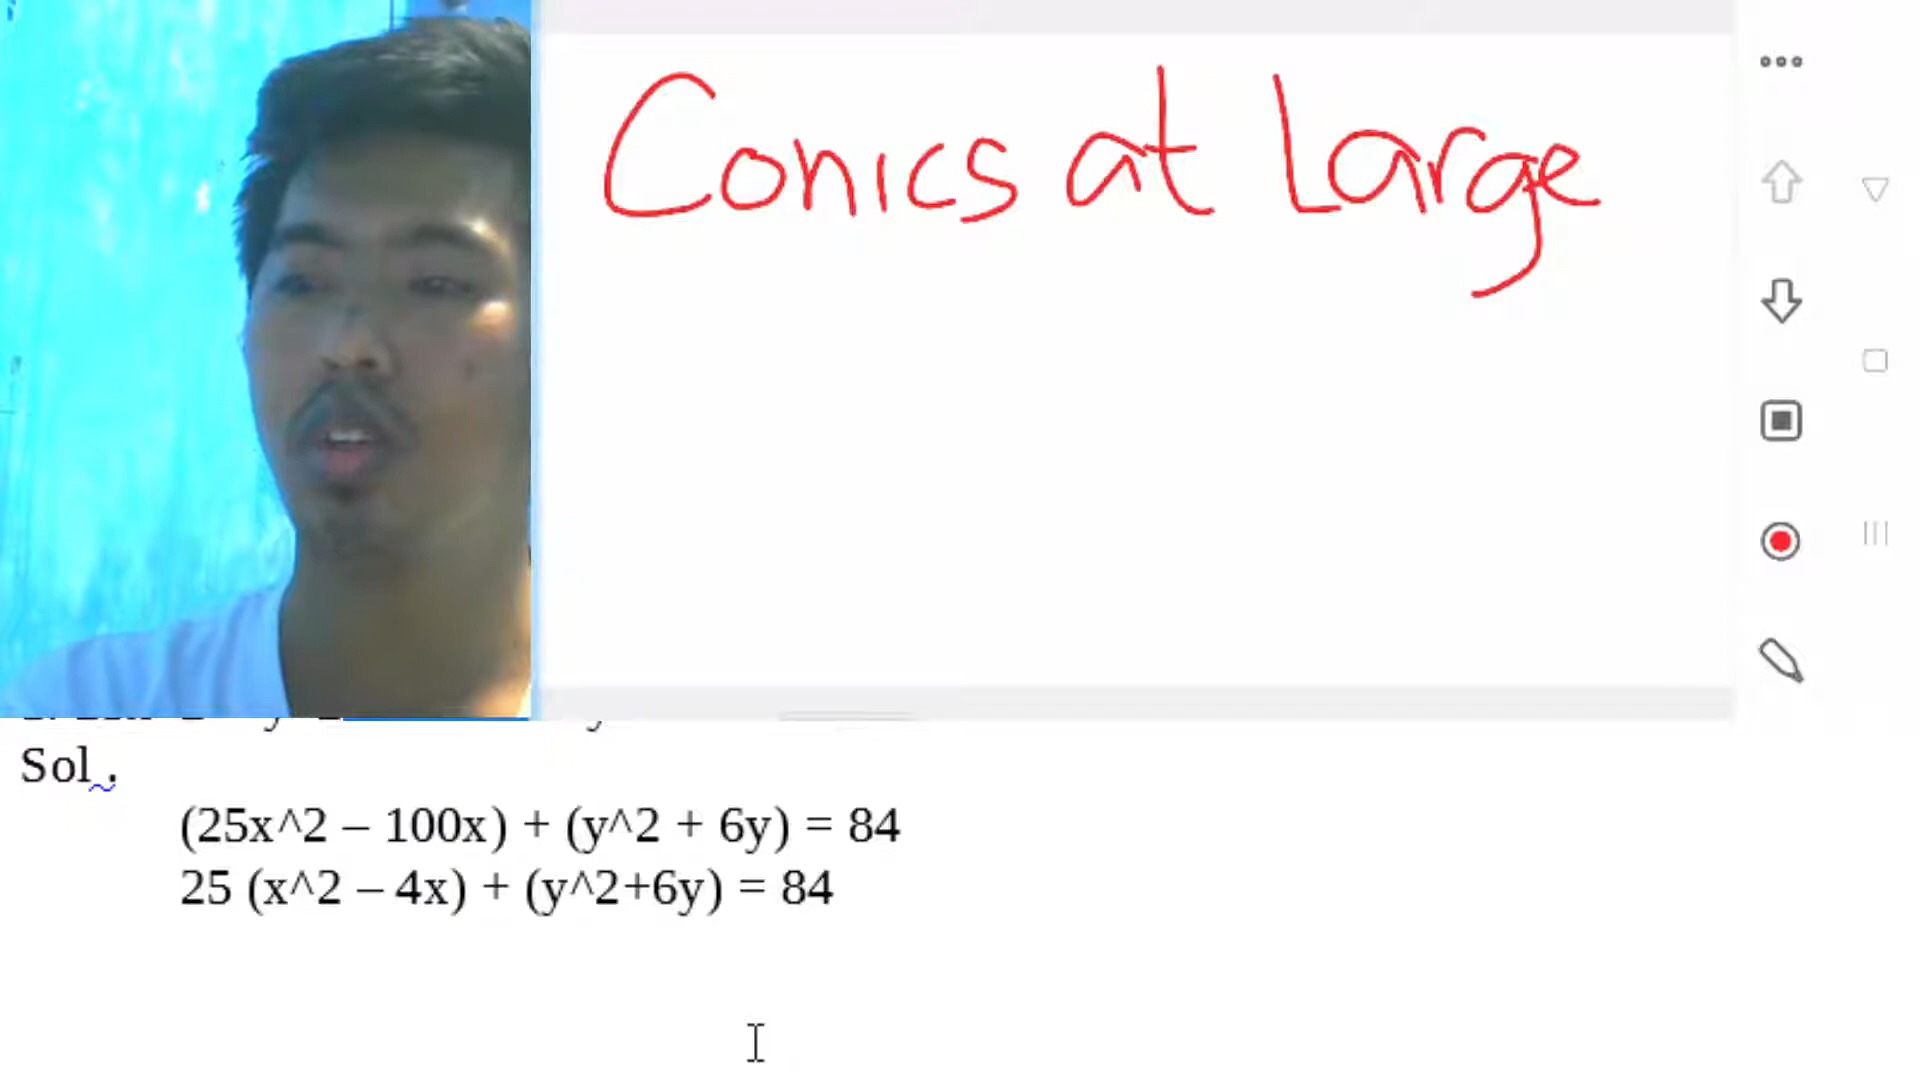 Conics at Large
Sol .
(25x^2 – 100x) + (y^2 + 6y) = 84
25 (x^2 – 4x) + (y^2+6y) = 84